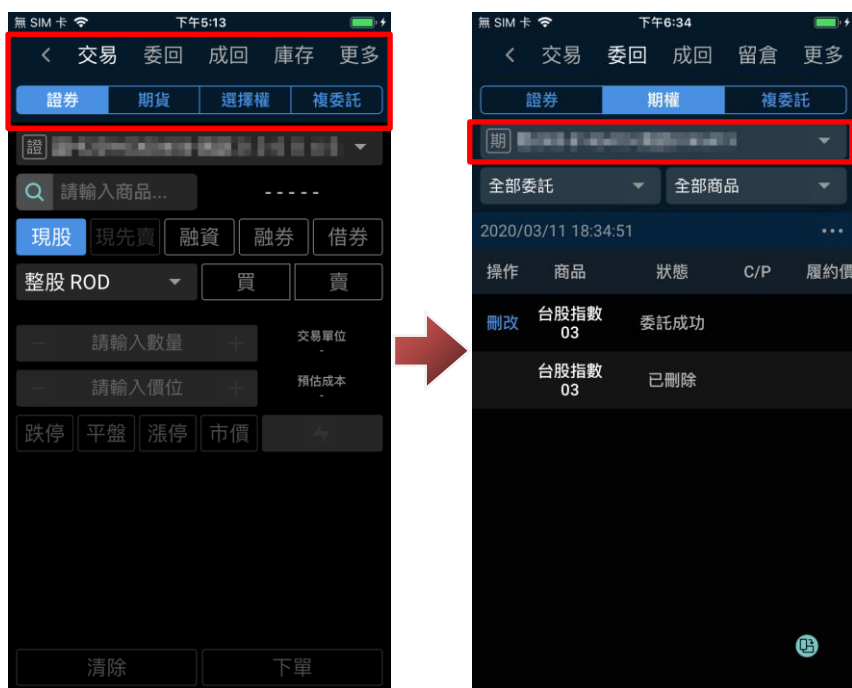 無 SIM 卡 下午5:13
交易 委回 成回 庫存 更多
證券 期貨 選擇權 複委託
證
請輸入商品... - - - - -
現股 現先賣 融資 融券 借券
整股 ROD 買 賣
− 請輸入數量 + 交易單位
-
− 請輸入價位 + 預估成本
-
跌停 平盤 漲停 市價
清除 下單
無 SIM 卡 下午6:34
交易 委回 成回 留倉 更多
證券 期權 複委託
期
全部委託 全部商品
2020/03/11 18:34:51 •••
操作 商品 狀態 C/P 履約價
刪改 台股指數 委託成功
03
台股指數 已刪除
03